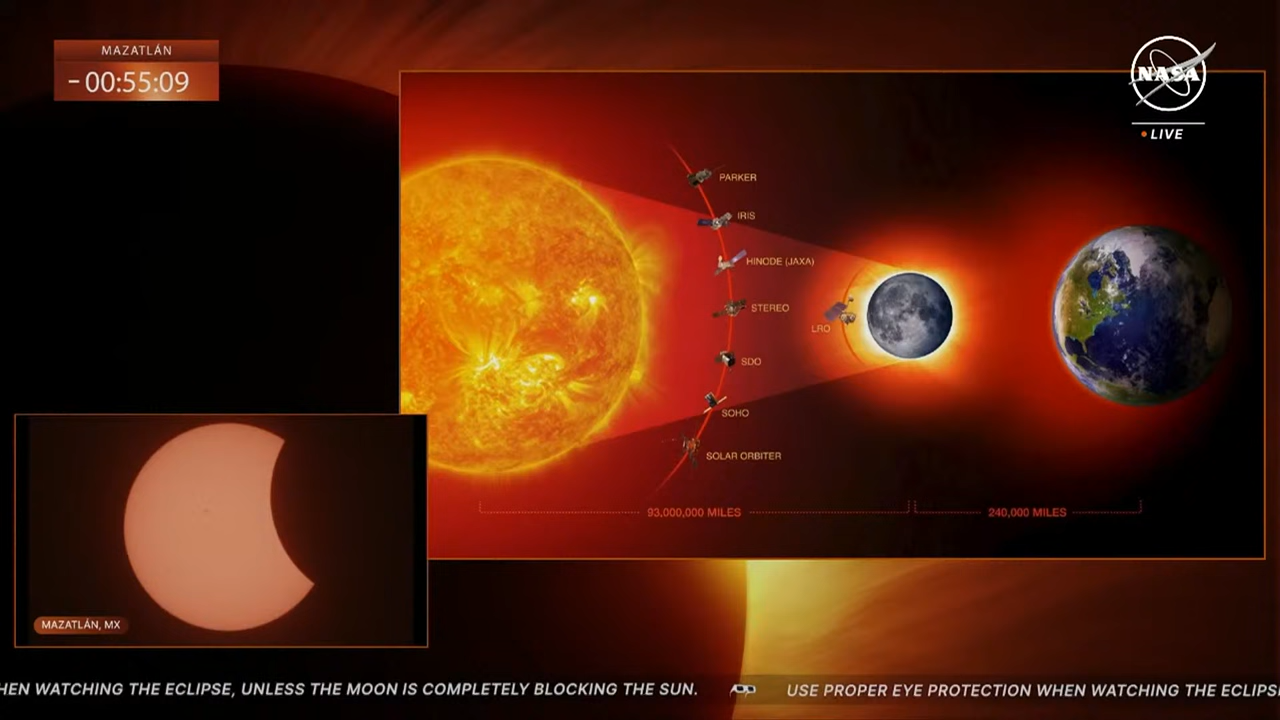 MAZATLÁN
-00:55:09
NASA
LIVE
PARKER
IRIS
HINODE (JAXA)
STEREO
LRO
SDO
SOHO
SOLAR ORBITER
93,000,000 MILES
240,000 MILES
MAZATLÁN, MX
HEN WATCHING THE ECLIPSE, UNLESS THE MOON IS COMPLETELY BLOCKING THE SUN. USE PROPER EYE PROTECTION WHEN WATCHING THE ECLIPS